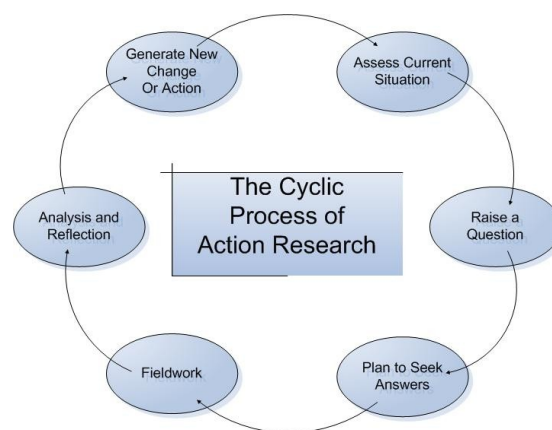 Generate New
Change
Or Action
Assess Current
Situation
The Cyclic
Process of
Action Research
Analysis and
Reflection
Raise a
Question
Fieldwork
Plan to Seek
Answers